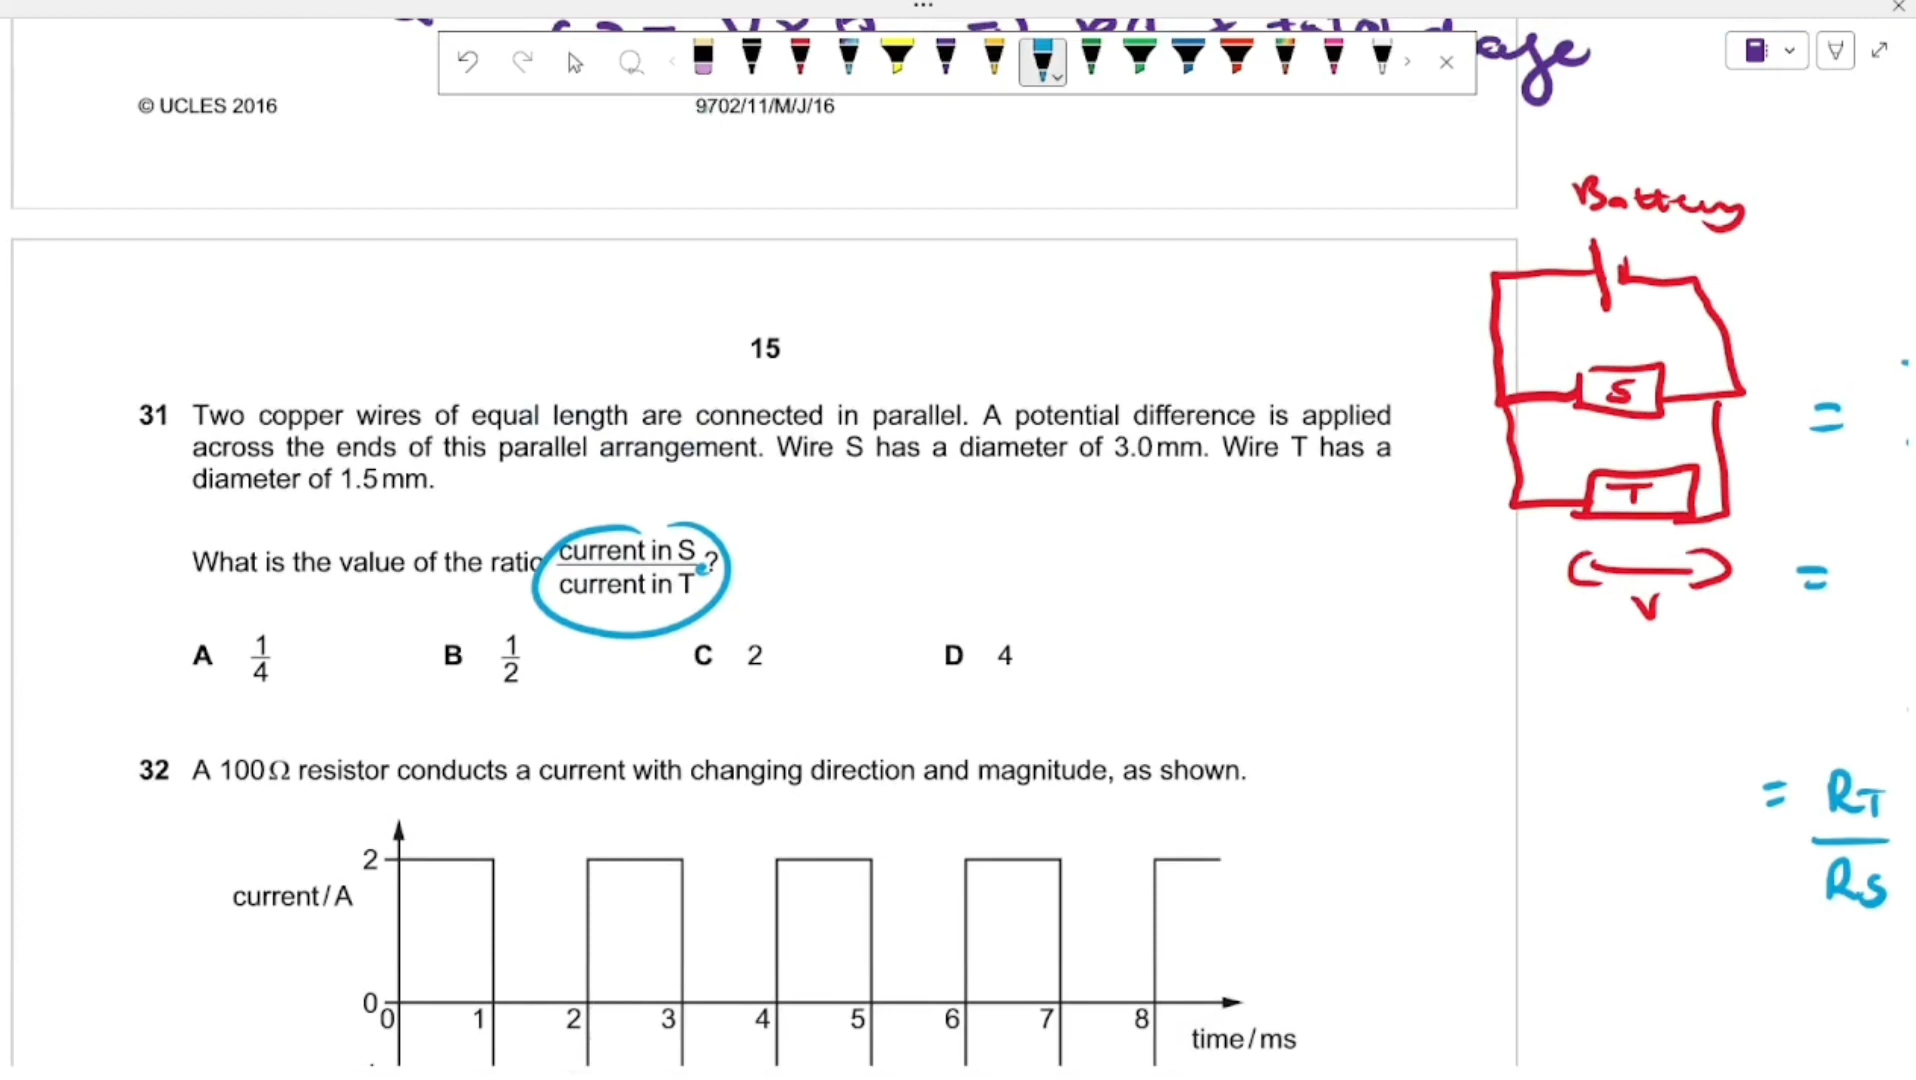 age
© UCLES 2016
9702/11/M/J/16
Battery
15
S
T
V
31 Two copper wires of equal length are connected in parallel. A potential difference is applied
across the ends of this parallel arrangement. Wire S has a diameter of 3.0 mm. Wire T has a
diameter of 1.5 mm.
=
What is the value of the ratio current in S / current in T ?
=
A 1/4 B 1/2 C 2 D 4
32 A 100 Ω resistor conducts a current with changing direction and magnitude, as shown.
= RT / RS
2
current / A
0
0 1 2 3 4 5 6 7 8
time / ms